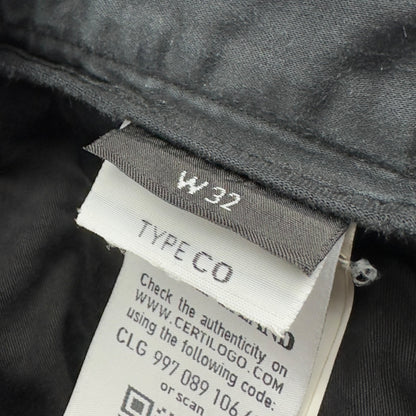 W 32
TYPE CO
Check the authenticity on
WWW.CERTILOGO.COM
using the following code:
CLG 997 089 106
or scan